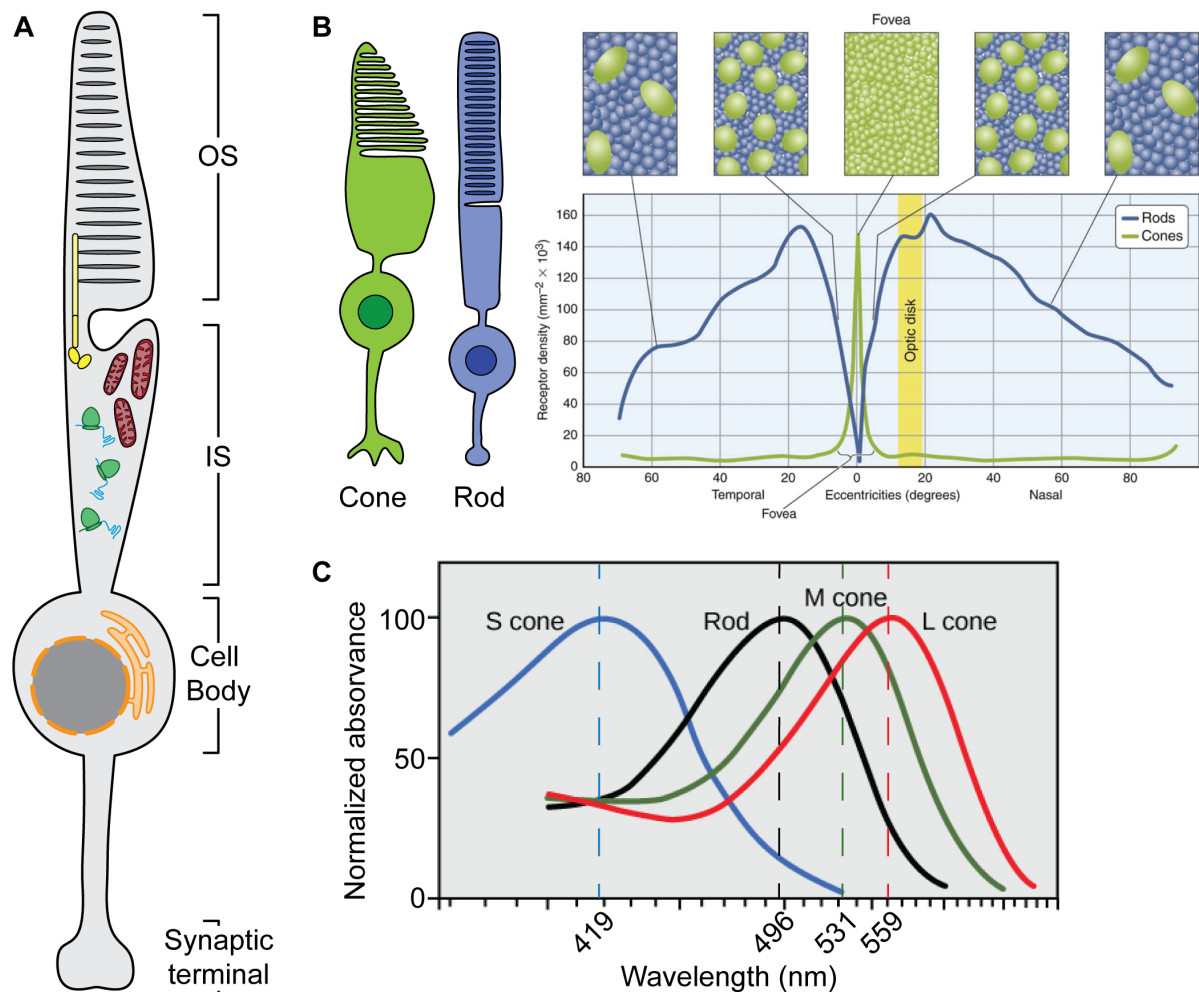 A
OS
IS
Cell
Body
Synaptic
terminal
B
Cone
Rod
Fovea
Receptor density (mm⁻² × 10³)
160
140
120
100
80
60
40
20
0
Rods
Cones
Optic disk
80 60 40 20 0 20 40 60 80
Temporal Eccentricities (degrees) Nasal
Fovea
C
Normalized absorvance
100
50
0
S cone
Rod
M cone
L cone
419 496 531 559
Wavelength (nm)